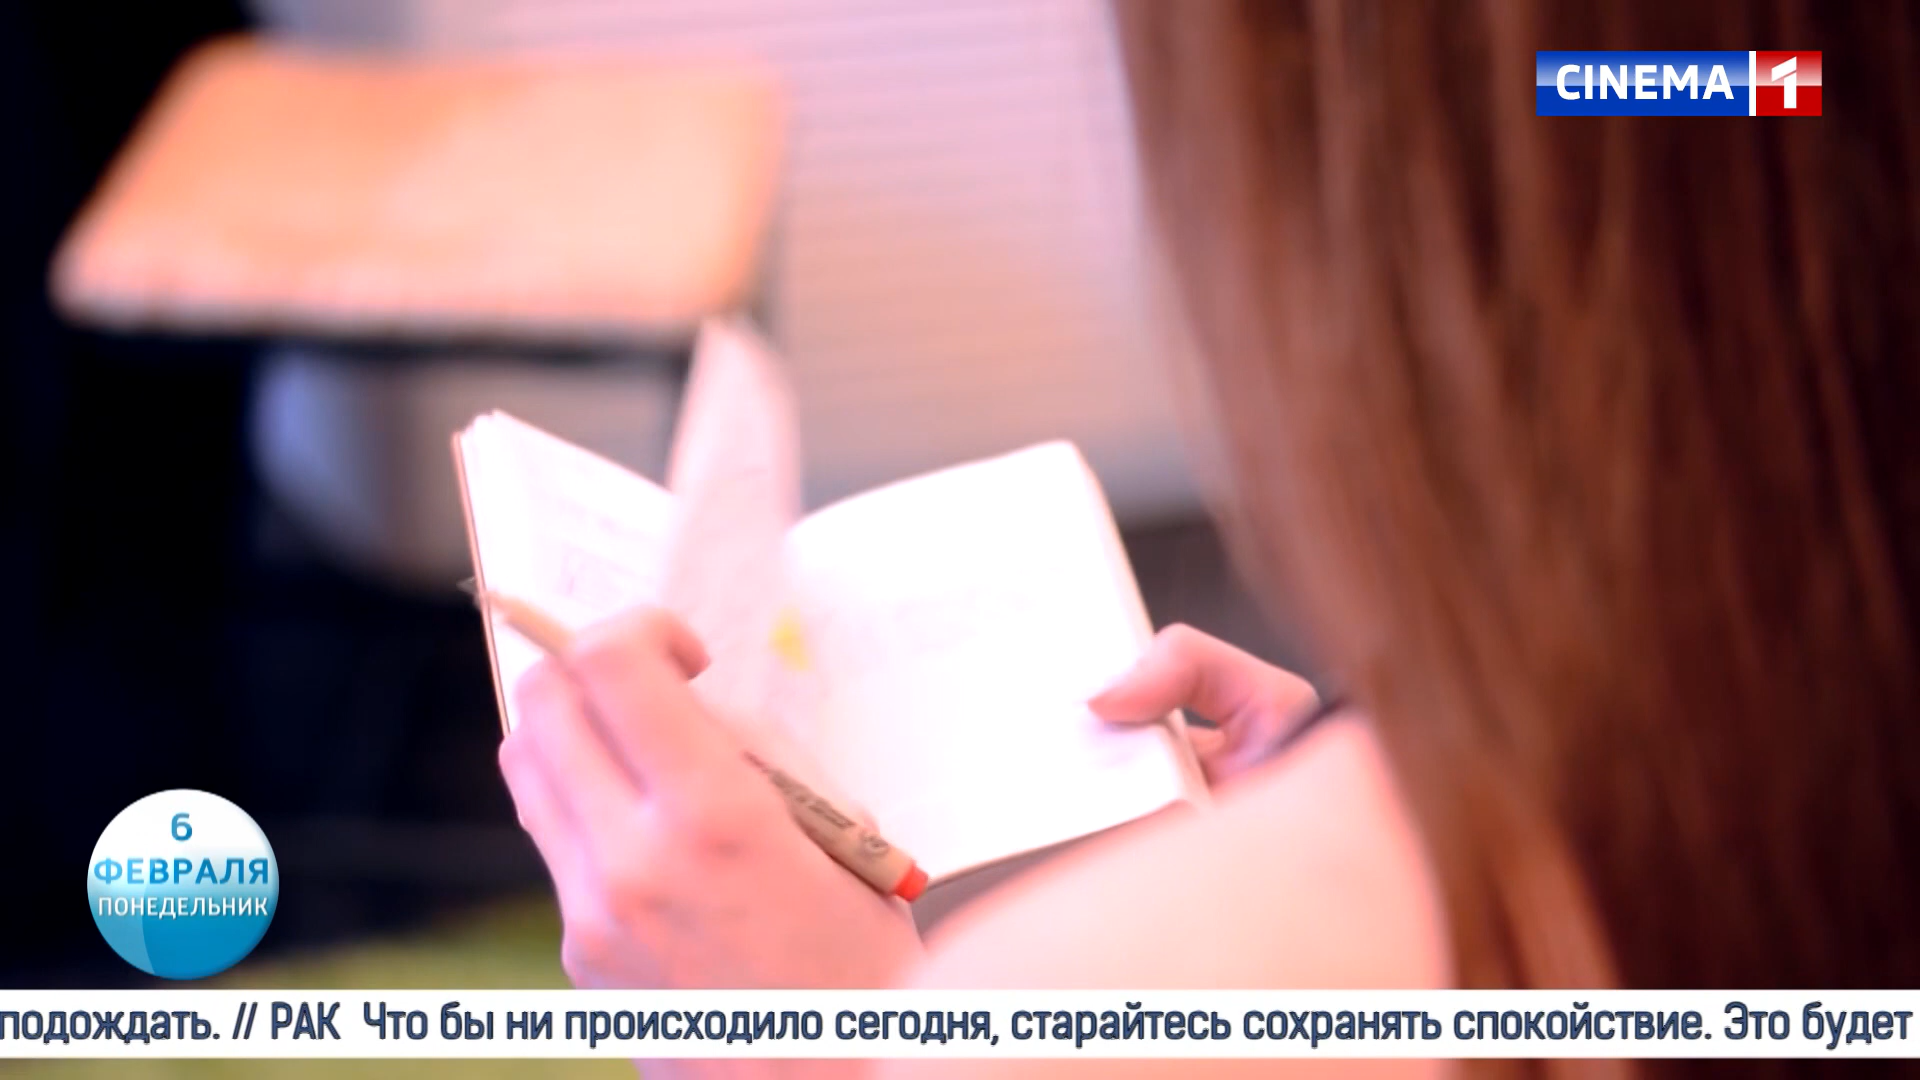 CINEMA 1
6
ФЕВРАЛЯ
ПОНЕДЕЛЬНИК
подождать. // РАК Что бы ни происходило сегодня, старайтесь сохранять спокойствие. Это будет